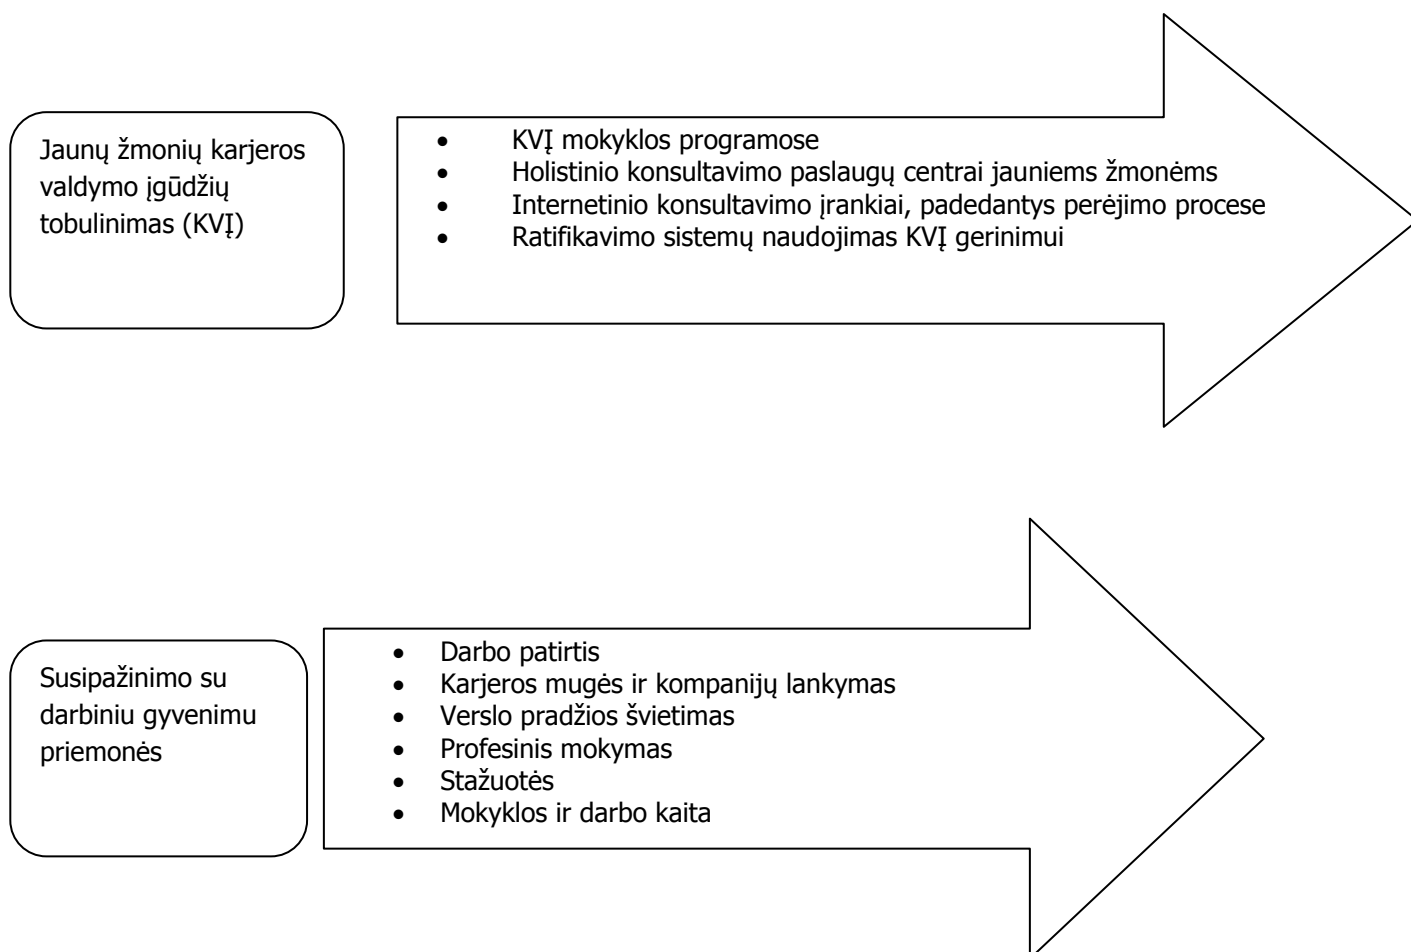 Jaunų žmonių karjeros
valdymo įgūdžių
tobulinimas (KVĮ)
• KVĮ mokyklos programose
• Holistinio konsultavimo paslaugų centrai jauniems žmonėms
• Internetinio konsultavimo įrankiai, padedantys perėjimo procese
• Ratifikavimo sistemų naudojimas KVĮ gerinimui
Susipažinimo su
darbiniu gyvenimu
priemonės
• Darbo patirtis
• Karjeros mugės ir kompanijų lankymas
• Verslo pradžios švietimas
• Profesinis mokymas
• Stažuotės
• Mokyklos ir darbo kaita